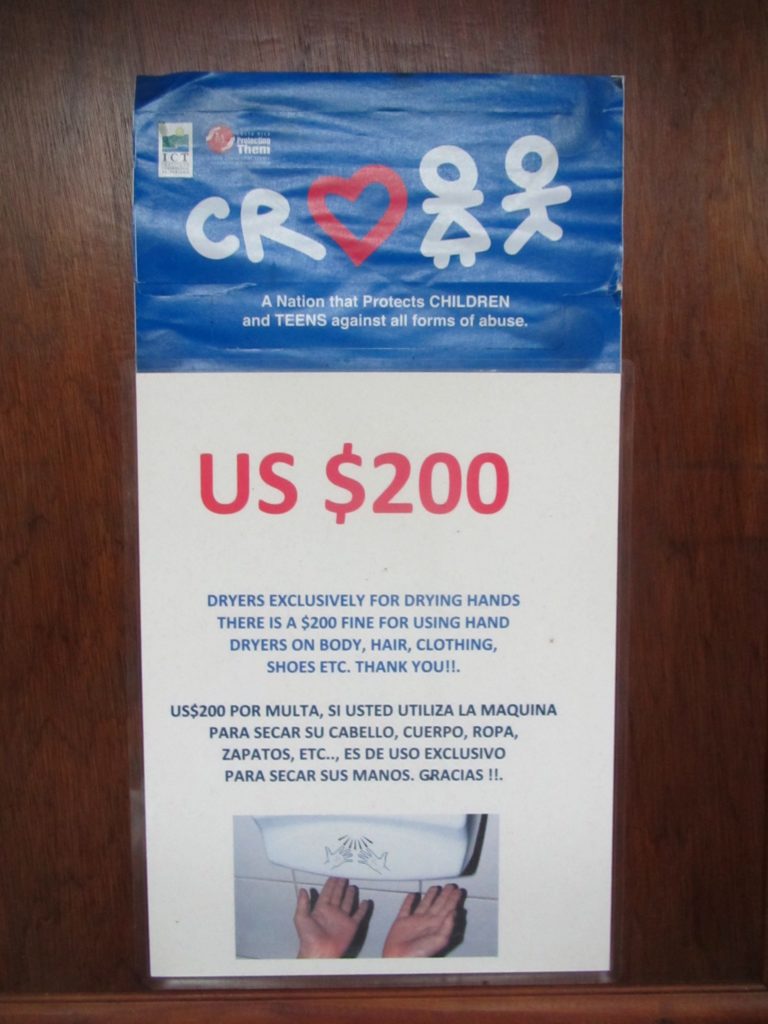 ICT
Protecting
Them
CR
A Nation that Protects CHILDREN
and TEENS against all forms of abuse.
US $200
DRYERS EXCLUSIVELY FOR DRYING HANDS
THERE IS A $200 FINE FOR USING HAND
DRYERS ON BODY, HAIR, CLOTHING,
SHOES ETC. THANK YOU!!.
US$200 POR MULTA, SI USTED UTILIZA LA MAQUINA
PARA SECAR SU CABELLO, CUERPO, ROPA,
ZAPATOS, ETC.., ES DE USO EXCLUSIVO
PARA SECAR SUS MANOS. GRACIAS !!.